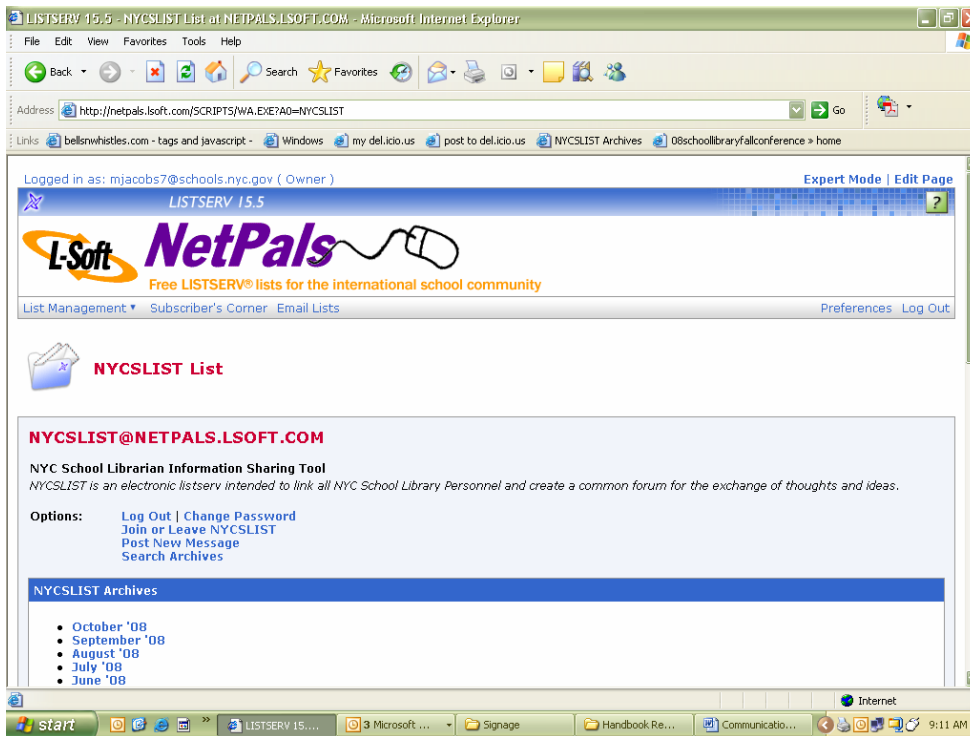 LISTSERV 15.5 - NYCSLIST List at NETPALS.LSOFT.COM - Microsoft Internet Explorer
File Edit View Favorites Tools Help
Back Search Favorites
Address http://netpals.lsoft.com/SCRIPTS/WA.EXE?A0=NYCSLIST Go
Links bellsnwhistles.com - tags and javascript - Windows my del.icio.us post to del.icio.us NYCSLIST Archives 08schoollibraryfallconference » home
Logged in as: mjacobs7@schools.nyc.gov ( Owner ) Expert Mode | Edit Page
LISTSERV 15.5 ?
L-Soft NetPals
Free LISTSERV® lists for the international school community
List Management ▼ Subscriber's Corner Email Lists Preferences Log Out
NYCSLIST List
NYCSLIST@NETPALS.LSOFT.COM
NYC School Librarian Information Sharing Tool
NYCSLIST is an electronic listserv intended to link all NYC School Library Personnel and create a common forum for the exchange of thoughts and ideas.
Options: Log Out | Change Password
Join or Leave NYCSLIST
Post New Message
Search Archives
NYCSLIST Archives
• October '08
• September '08
• August '08
• July '08
• June '08
Internet
start » LISTSERV 15.... 3 Microsoft ... Signage Handbook Re... Communicatio... 9:11 AM